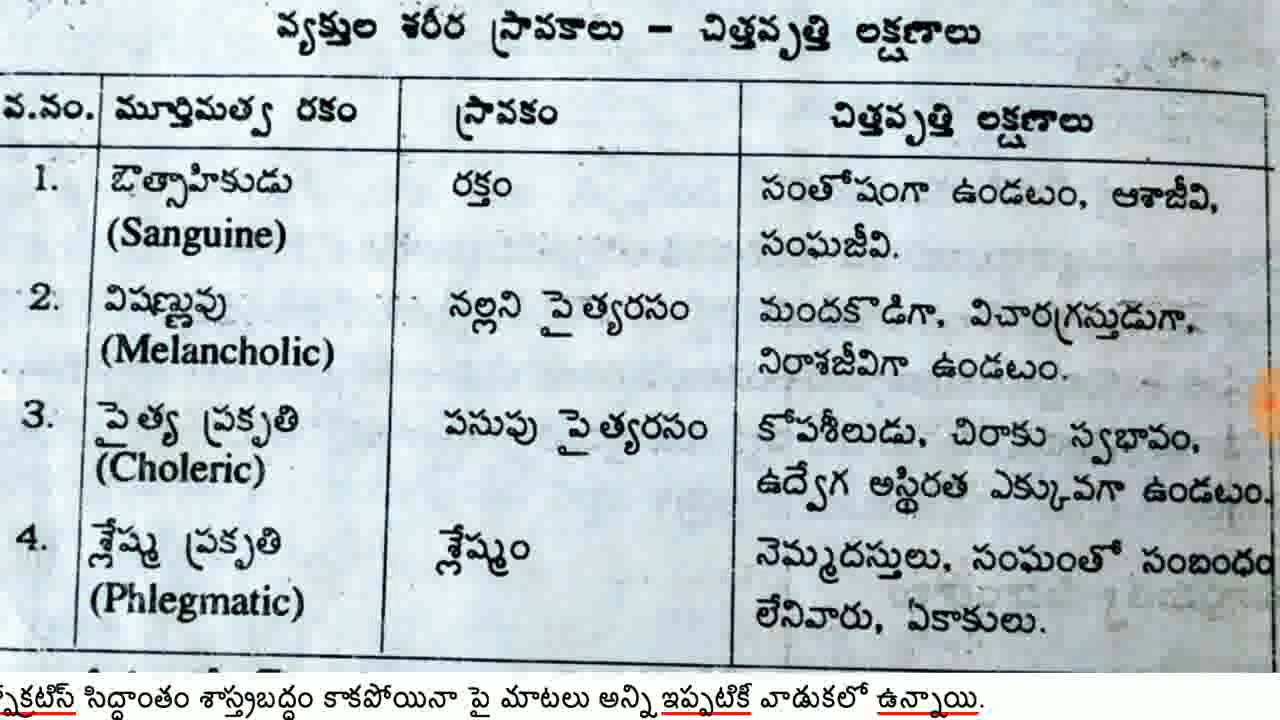 వ్యక్తుల శరీర స్రావకాలు – చిత్తవృత్తి లక్షణాలు
వ.నం. మూర్తిమత్వ రకం స్రావకం చిత్తవృత్తి లక్షణాలు
1. ఔత్సాహికుడు రక్తం సంతోషంగా ఉండటం, ఆశాజీవి,
(Sanguine) సంఘజీవి.
2. విషణ్ణువు నల్లని పైత్యరసం మందకొడిగా, విచారగ్రస్తుడుగా,
(Melancholic) నిరాశజీవిగా ఉండటం.
3. పైత్య ప్రకృతి పసుపు పైత్యరసం కోపశీలుడు, చిరాకు స్వభావం,
(Choleric) ఉద్వేగ అస్థిరత ఎక్కువగా ఉండటం.
4. శ్లేష్మ ప్రకృతి శ్లేష్మం నెమ్మదస్తులు, సంఘంతో సంబంధం
(Phlegmatic) లేనివారు, ఏకాకులు.
సిద్ధాంతం శాస్త్రబద్ధం కాకపోయినా పై మాటలు అన్ని ఇప్పటికీ వాడుకలో ఉన్నాయి.